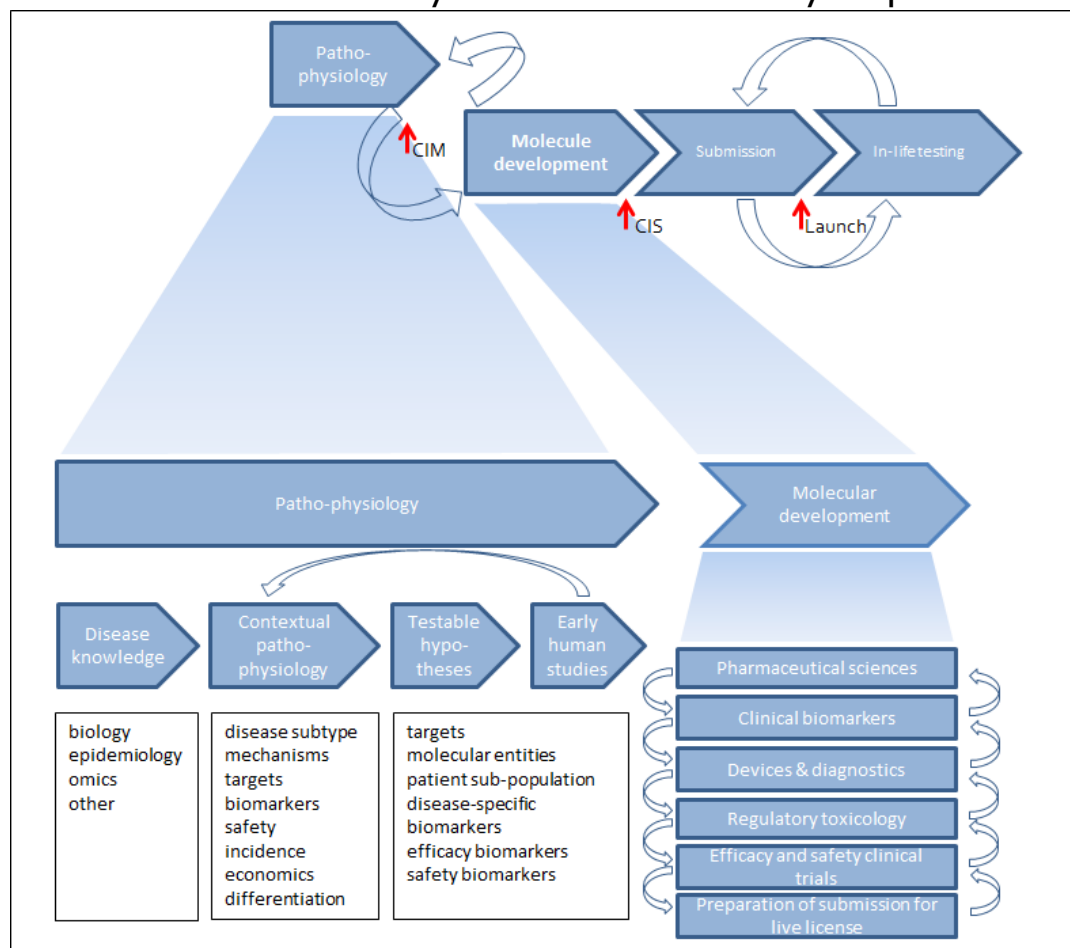 Patho-
physiology
CIM
Molecule
development
Submission
In-life testing
CIS
Launch
Patho-physiology
Molecular
development
Disease
knowledge
Contextual
patho-
physiology
Testable
hypo-
theses
Early
human
studies
biology
epidemiology
omics
other
disease subtype
mechanisms
targets
biomarkers
safety
incidence
economics
differentiation
targets
molecular entities
patient sub-population
disease-specific
biomarkers
efficacy biomarkers
safety biomarkers
Pharmaceutical sciences
Clinical biomarkers
Devices & diagnostics
Regulatory toxicology
Efficacy and safety clinical
trials
Preparation of submission for
live license